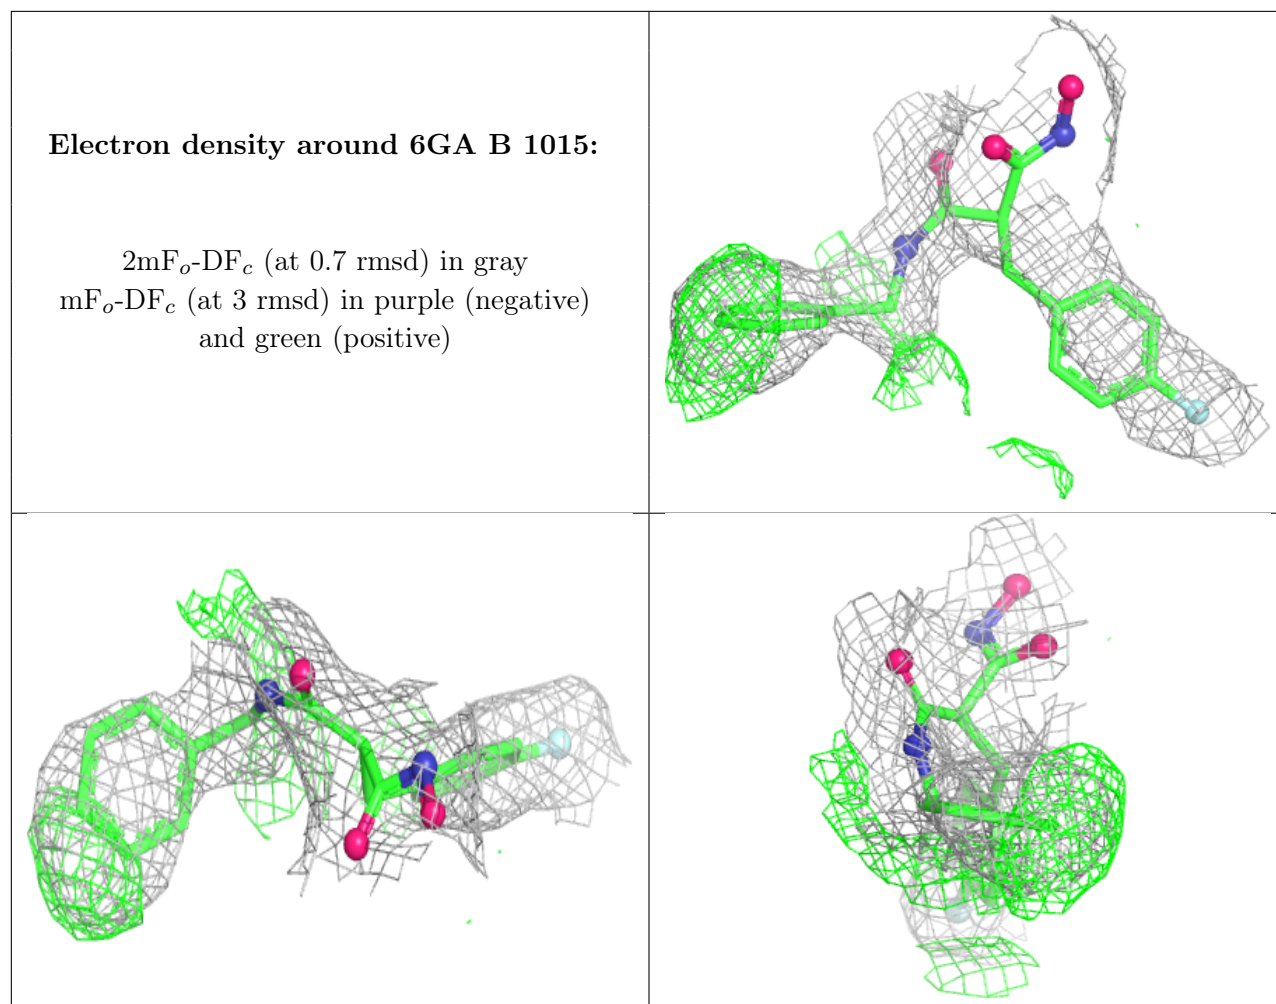 Electron density around 6GA B 1015:
2mFo-DFc (at 0.7 rmsd) in gray
mFo-DFc (at 3 rmsd) in purple (negative)
and green (positive)